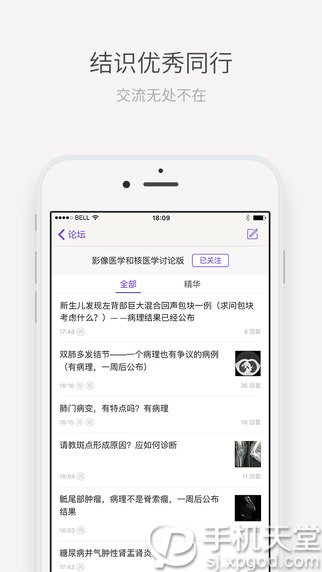 结识优秀同行
交流无处不在
BELL
18:09
论坛
影像医学和核医学讨论版
已关注
全部
精华
新生儿发现左背部巨大混合回声包块一例（求问包块
考虑什么？）——病理结果已经公布
17:48
8 回复
双肺多发结节——一个病理也有争议的病例
（有病理，一周后公布）
18:16
36 回复
肺门病变，有特点吗？有病理
18:15
9 回复
请教斑点形成原因？应如何诊断
18:04
11 回复
骶尾部肿瘤，病理不是脊索瘤，一周后公布
结果
18:03
糖尿病并气肿性肾盂肾炎
手机天堂
sj.xpgod.com